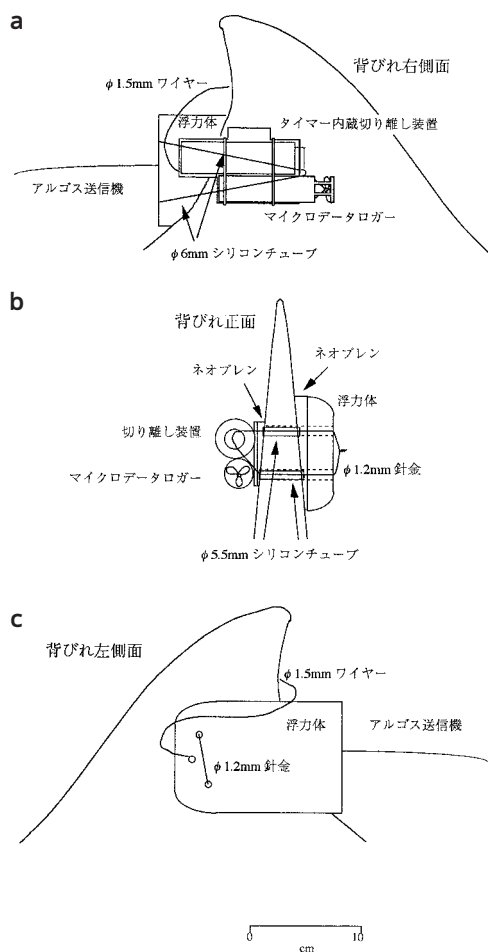 a
背びれ右側面
φ1.5mm ワイヤー
浮力体
タイマー内蔵切り離し装置
アルゴス送信機
マイクロデータロガー
φ6mm シリコンチューブ
b
背びれ正面
ネオプレン
ネオプレン
浮力体
切り離し装置
マイクロデータロガー
φ1.2mm 針金
φ5.5mm シリコンチューブ
c
背びれ左側面
φ1.5mm ワイヤー
浮力体
アルゴス送信機
φ1.2mm 針金
0 10
cm